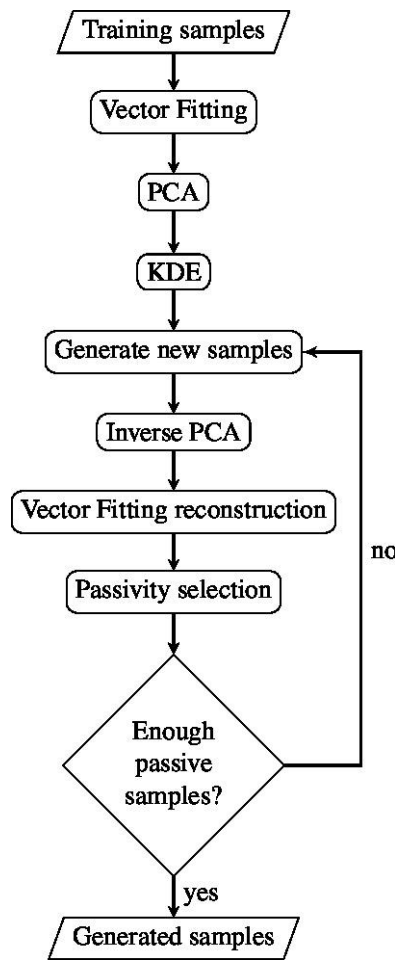 Training samples
Vector Fitting
PCA
KDE
Generate new samples
Inverse PCA
Vector Fitting reconstruction
no
Passivity selection
Enough
passive
samples?
yes
Generated samples